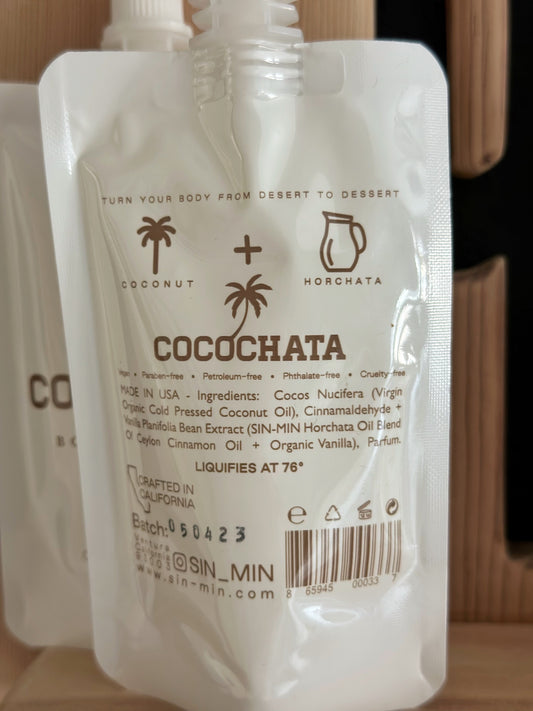 TURN YOUR BODY FROM DESERT TO DESSERT
+
COCONUT HORCHATA
COCOCHATA
Vegan • Paraben-free • Petroleum-free • Phthalate-free • Cruelty-free
MADE IN USA - Ingredients: Cocos Nucifera (Virgin
Organic Cold Pressed Coconut Oil), Cinnamaldehyde +
Vanilla Planifolia Bean Extract (SIN-MIN Horchata Oil Blend
Of Ceylon Cinnamon Oil + Organic Vanilla), Parfum.
LIQUIFIES AT 76°
CRAFTED IN
CALIFORNIA
Batch: 050423
Ventura
California
91003
SIN_MIN
www.sin-min.com
e
8 65945 00033 7
CO
BO